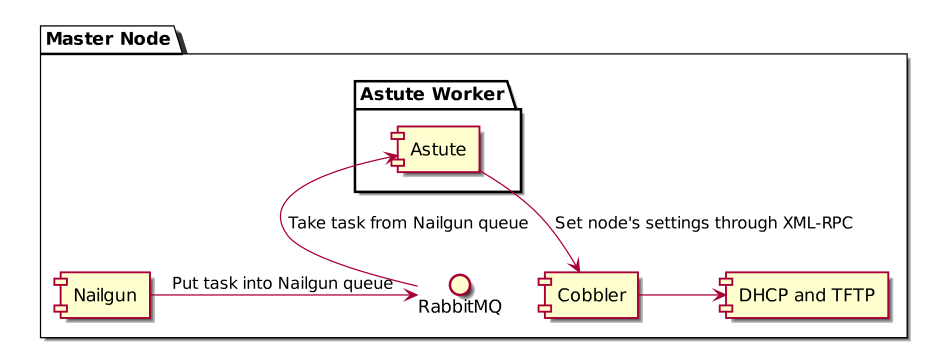 Master Node
Astute Worker
Astute
Take task from Nailgun queue
Set node's settings through XML-RPC
Nailgun
Put task into Nailgun queue
RabbitMQ
Cobbler
DHCP and TFTP